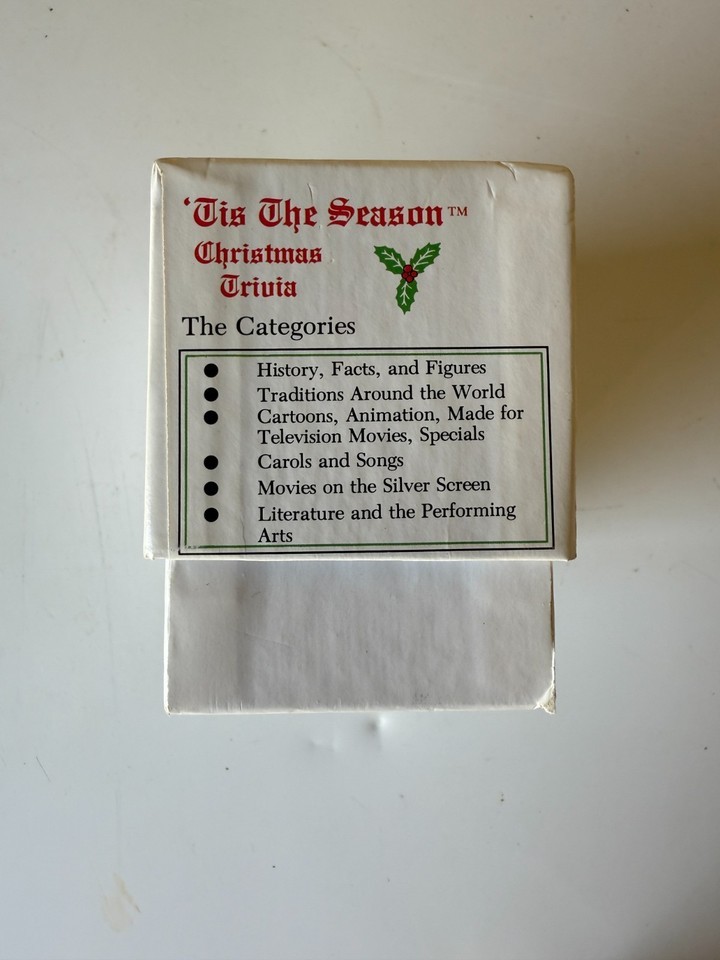 ‘Tis The Season™
Christmas
Trivia
The Categories
● History, Facts, and Figures
● Traditions Around the World
● Cartoons, Animation, Made for
Television Movies, Specials
● Carols and Songs
● Movies on the Silver Screen
● Literature and the Performing
Arts